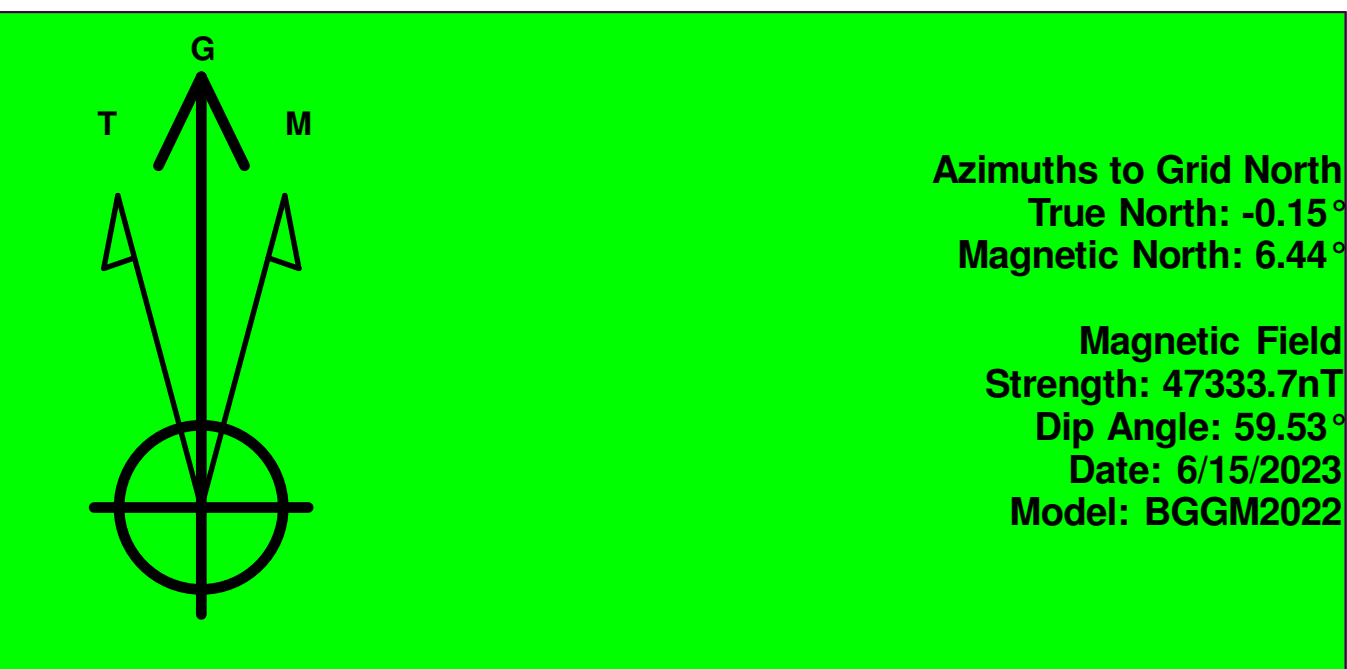 G
T M
Azimuths to Grid North
True North: -0.15°
Magnetic North: 6.44°
Magnetic Field
Strength: 47333.7nT
Dip Angle: 59.53°
Date: 6/15/2023
Model: BGGM2022